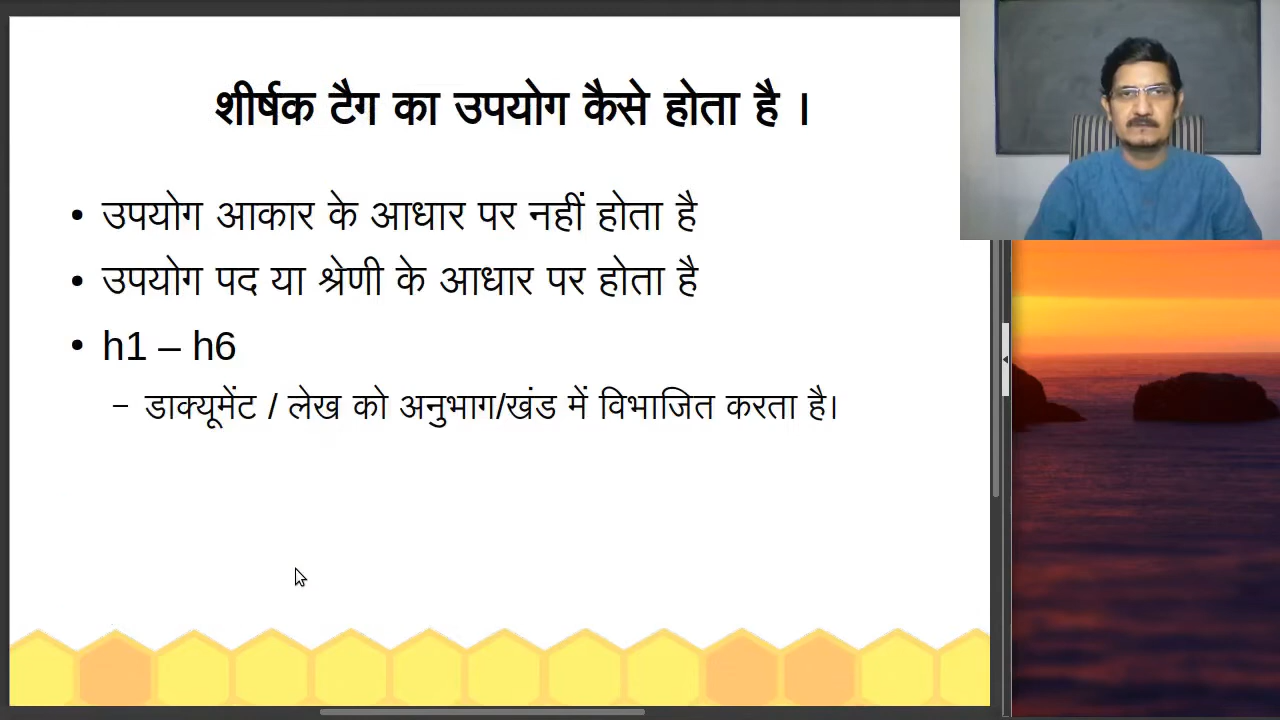 शीर्षक टैग का उपयोग कैसे होता है ।
• उपयोग आकार के आधार पर नहीं होता है
• उपयोग पद या श्रेणी के आधार पर होता है
• h1 – h6
– डाक्यूमेंट / लेख को अनुभाग/खंड में विभाजित करता है।